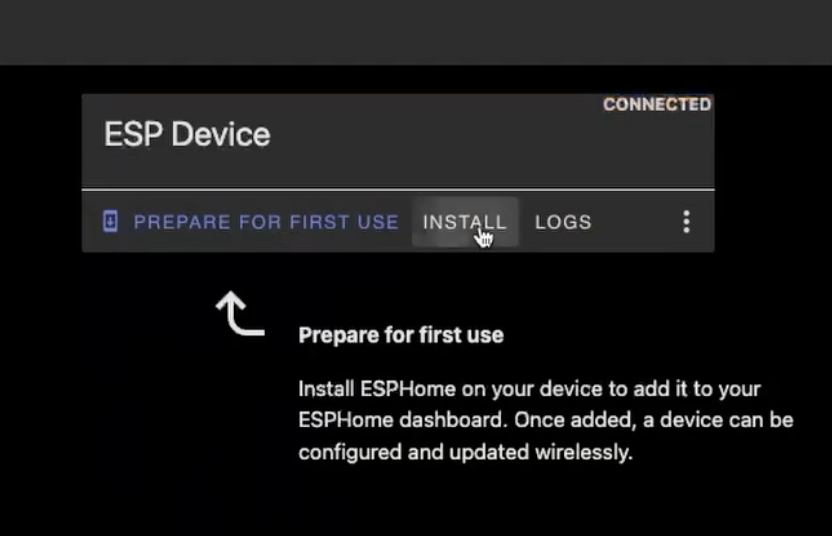 CONNECTED
ESP Device
PREPARE FOR FIRST USE INSTALL LOGS
Prepare for first use
Install ESPHome on your device to add it to your
ESPHome dashboard. Once added, a device can be
configured and updated wirelessly.